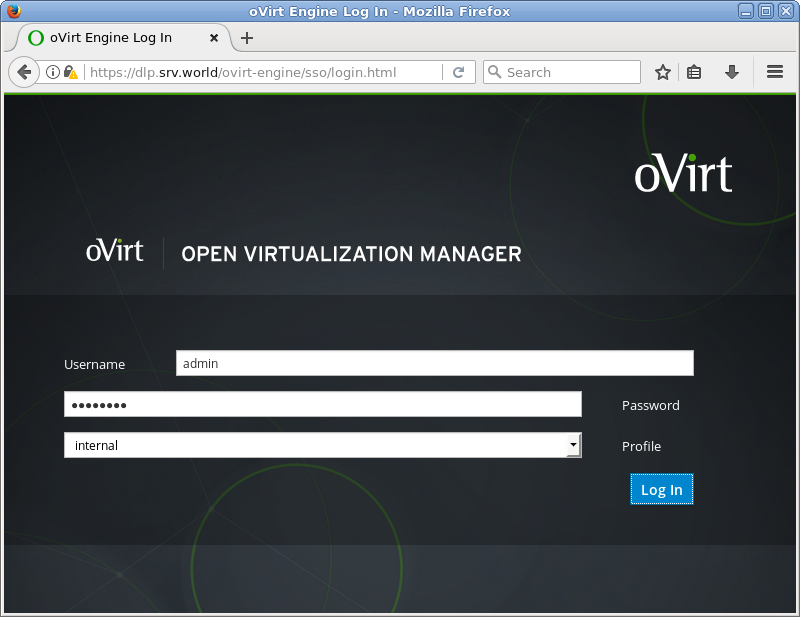 oVirt Engine Log In - Mozilla Firefox
oVirt Engine Log In
https://dlp.srv.world/ovirt-engine/sso/login.html
Search
oVirt
oVirt
OPEN VIRTUALIZATION MANAGER
Username admin
Password
internal Profile
Log In